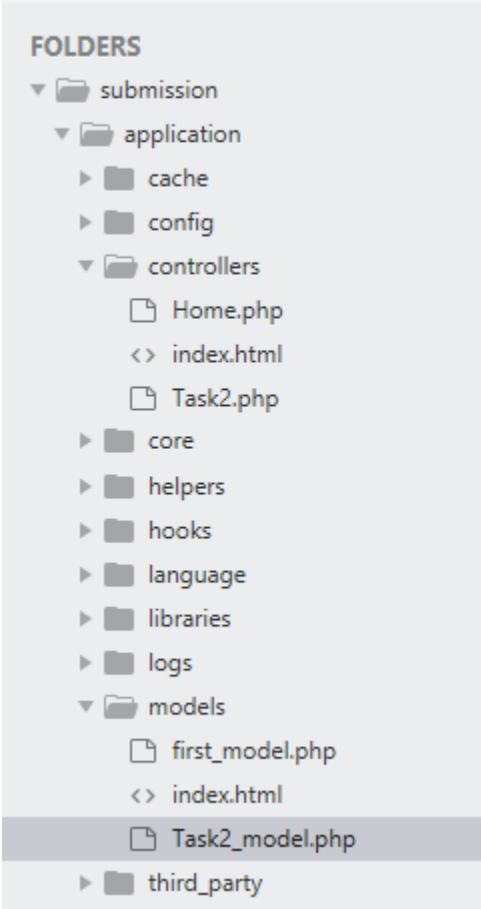 FOLDERS
submission
application
cache
config
controllers
Home.php
index.html
Task2.php
core
helpers
hooks
language
libraries
logs
models
first_model.php
index.html
Task2_model.php
third_party